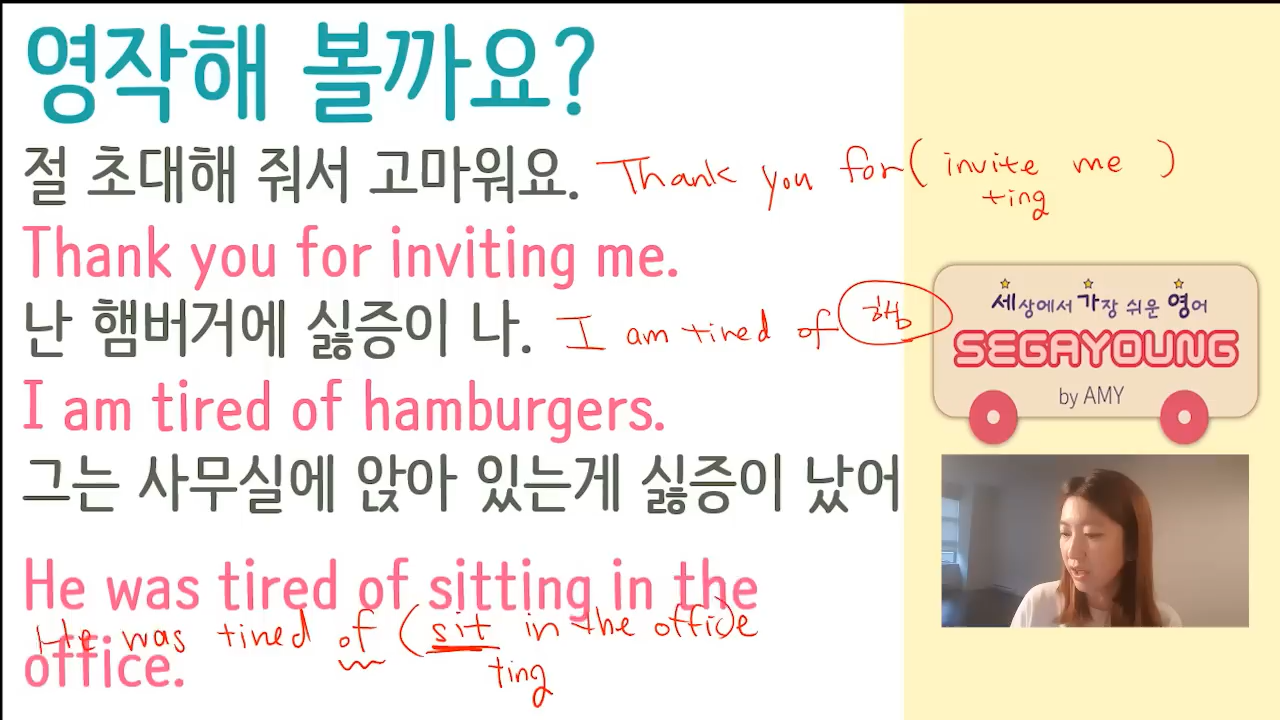 영작해 볼까요?
절 초대해 줘서 고마워요. Thank you for ( invite me )
ting
Thank you for inviting me.
난 햄버거에 싫증이 나. I am tired of 햄
I am tired of hamburgers.
그는 사무실에 앉아 있는게 싫증이 났어
He was tired of sitting in the
office.
He was tired of (sit in the office)
ting
세상에서 가장 쉬운 영어
SEGAYOUNG
by AMY